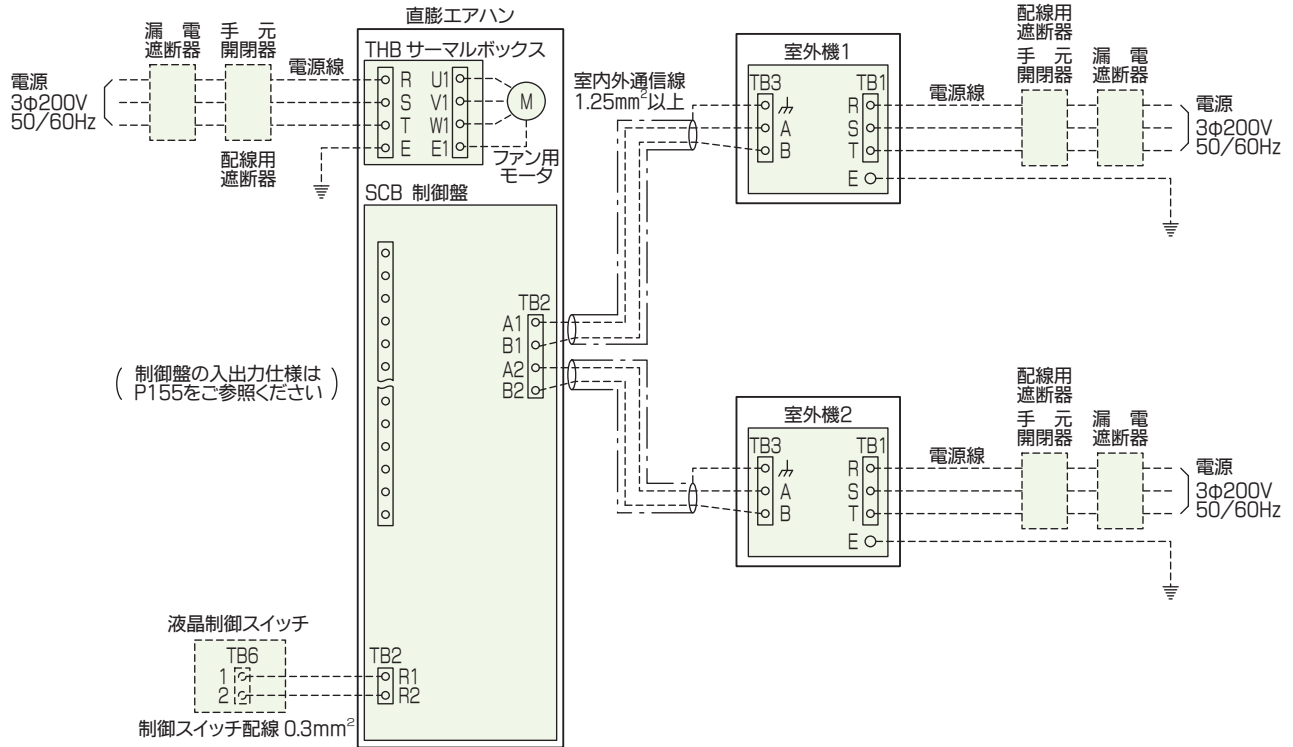 直膨エアハン
漏 電
遮断器
手 元
開閉器
電源線
電源
3φ200V
50/60Hz
配線用
遮断器
THB サーマルボックス
R
S
T
E
U1
V1
W1
E1
M
ファン用
モータ
SCB 制御盤
TB2
A1
B1
A2
B2
(制御盤の入出力仕様は
P155をご参照ください)
液晶制御スイッチ
TB6
1
2
制御スイッチ配線 0.3mm²
TB2
R1
R2
室内外通信線
1.25mm²以上
室外機1
TB3
A
B
TB1
R
S
T
E
電源線
配線用
遮断器
手 元
開閉器
漏 電
遮断器
電源
3φ200V
50/60Hz
室外機2
TB3
A
B
TB1
R
S
T
E
電源線
配線用
遮断器
手 元
開閉器
漏 電
遮断器
電源
3φ200V
50/60Hz